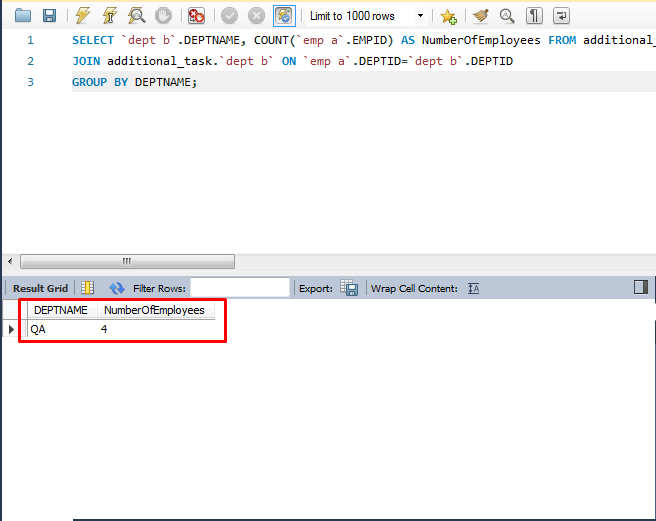 Limit to 1000 rows
1 SELECT `dept b`.DEPTNAME, COUNT(`emp a`.EMPID) AS NumberOfEmployees FROM additional_
2 JOIN additional_task.`dept b` ON `emp a`.DEPTID=`dept b`.DEPTID
3 GROUP BY DEPTNAME;
Result Grid Filter Rows: Export: Wrap Cell Content:
DEPTNAME NumberOfEmployees
QA 4